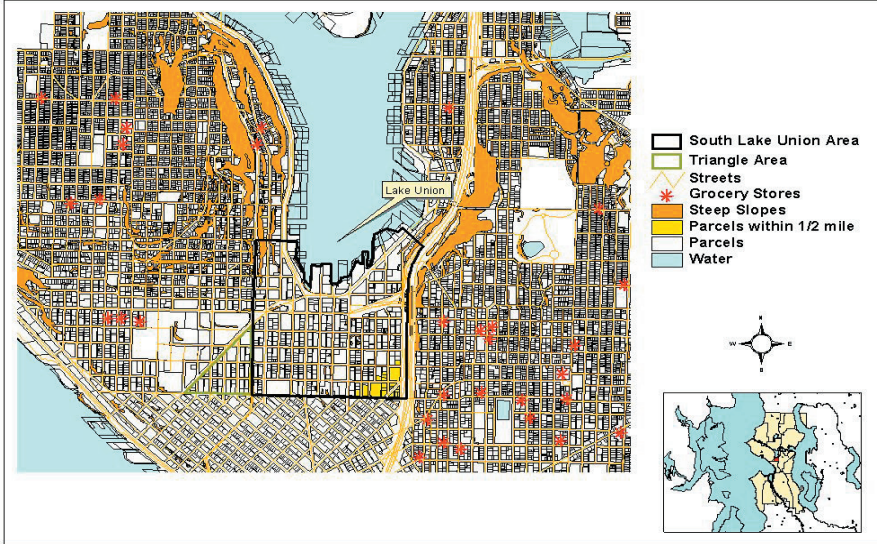 Lake Union
South Lake Union Area
Triangle Area
Streets
Grocery Stores
Steep Slopes
Parcels within 1/2 mile
Parcels
Water
N
W E
S